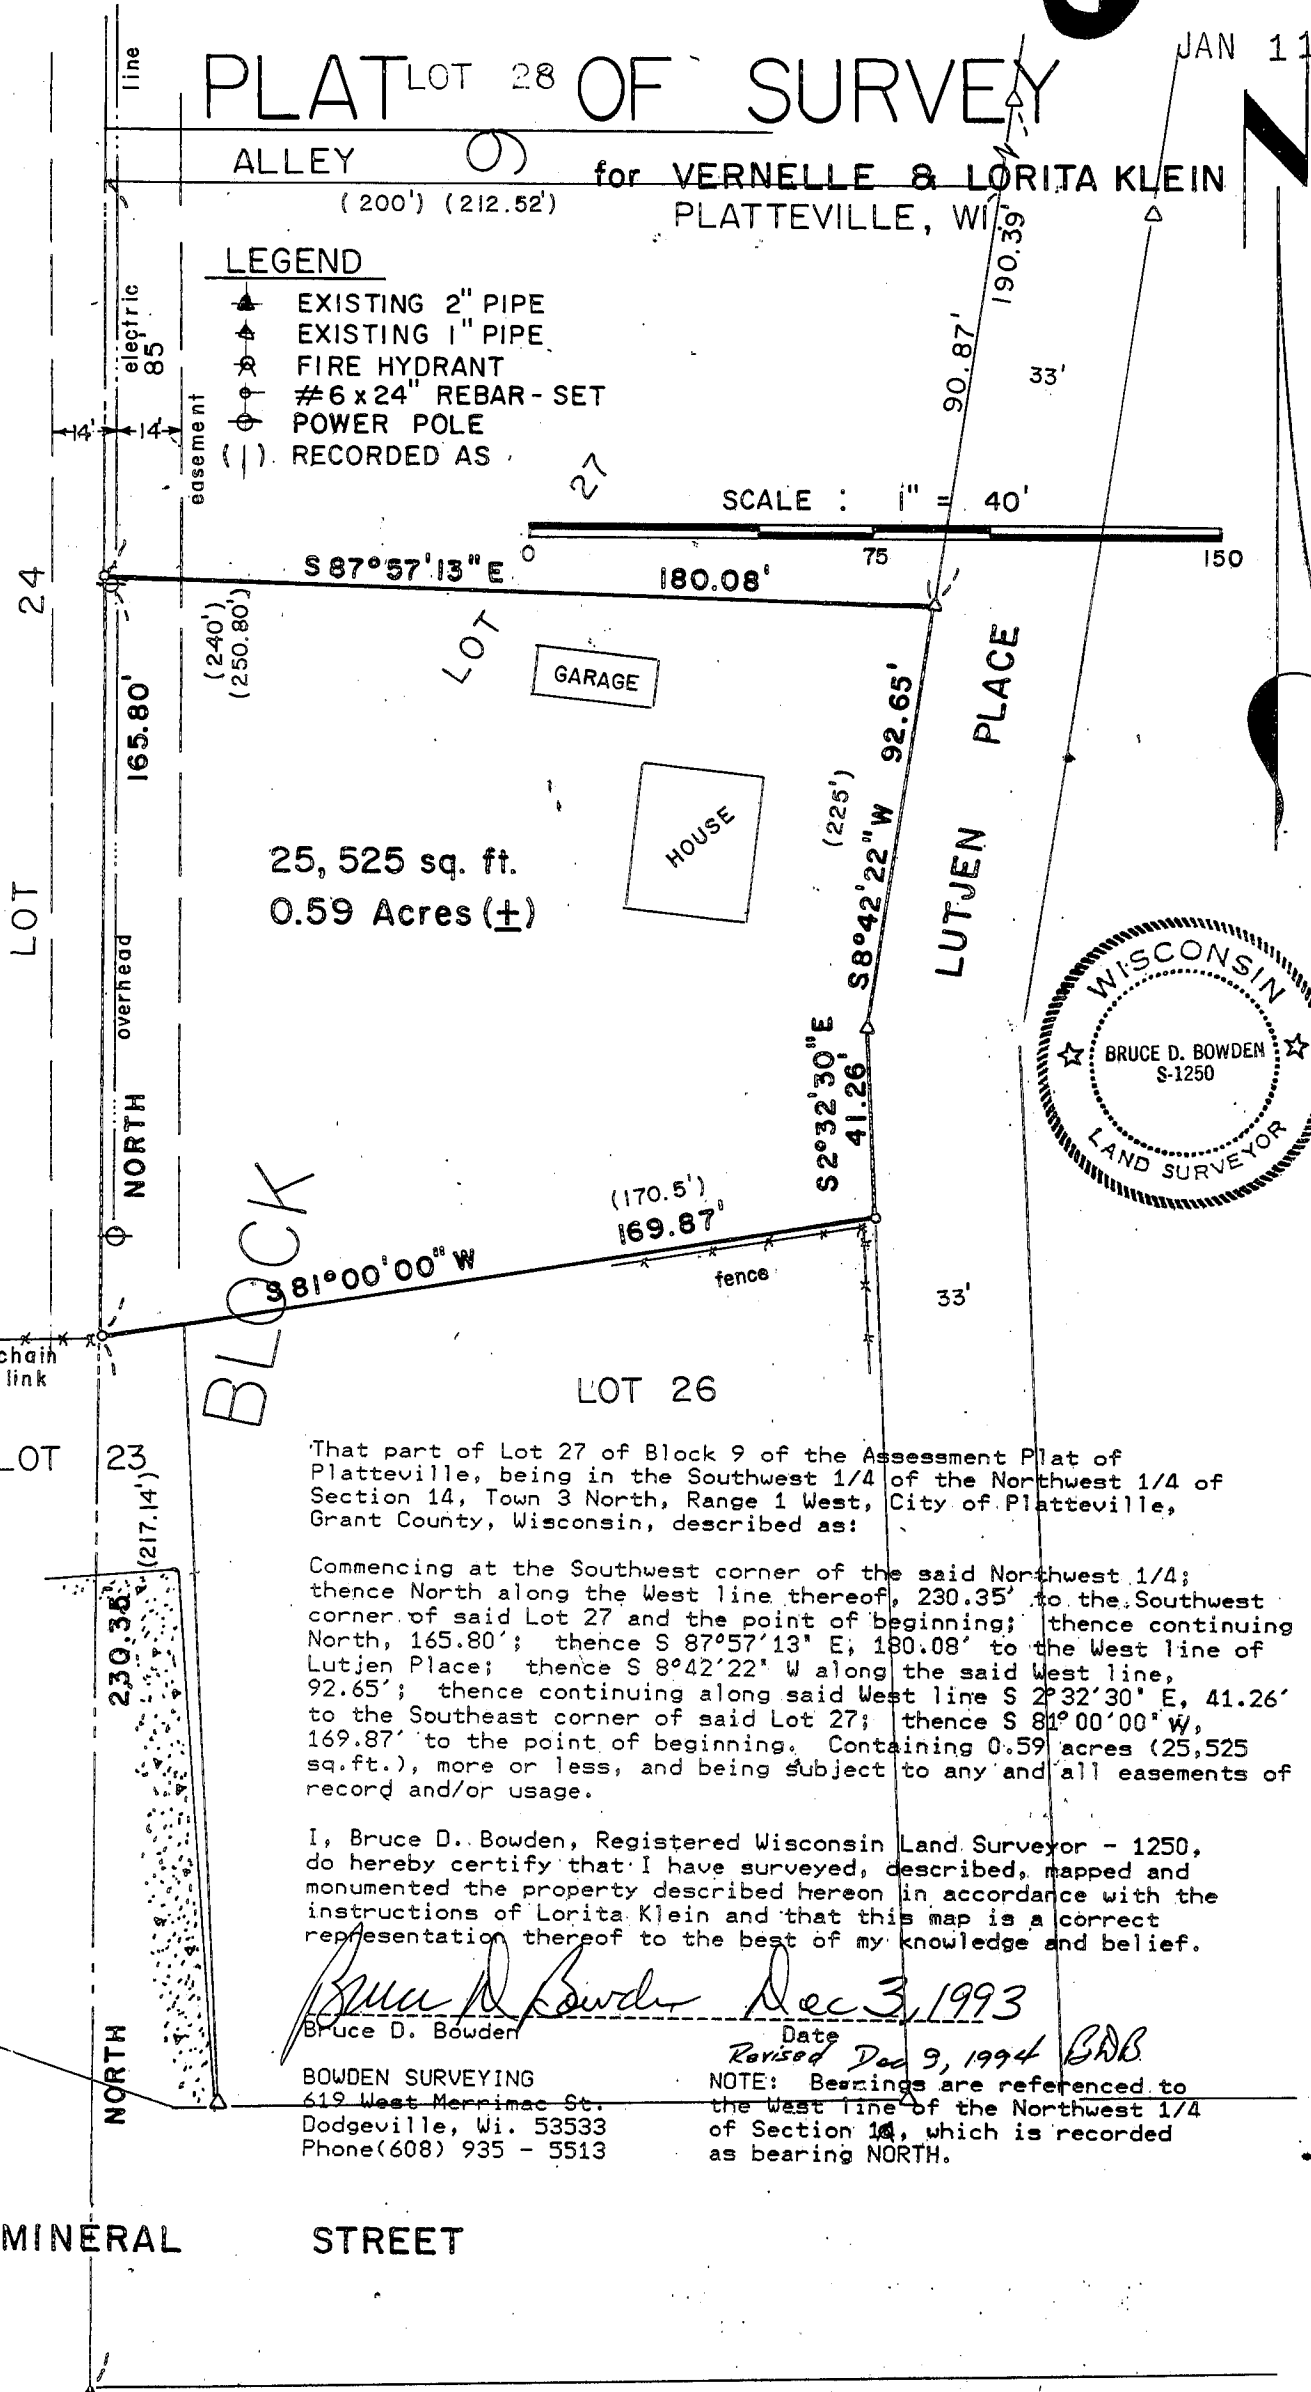 JAN 11
line
PLAT OF SURVEY
LOT 28
ALLEY
9
for VERNELLE & LORITA KLEIN
(200') (212.52')
PLATTEVILLE, WI.
190.39'
LEGEND
EXISTING 2" PIPE
EXISTING 1" PIPE
FIRE HYDRANT
#6 x 24" REBAR - SET
POWER POLE
( ) RECORDED AS
electric
85'
14' 14'
easement
90.87'
33'
27
SCALE : 1" = 40'
0 75 150
S 87°57'13" E
180.08'
LOT 24
(240')
(250.80')
LOT
GARAGE
165.80'
92.65'
LUTJEN PLACE
HOUSE
(225')
S8°42'22" W
25,525 sq. ft.
0.59 Acres (±)
overhead
NORTH
WISCONSIN
BRUCE D. BOWDEN
S-1250
LAND SURVEYOR
S2°32'30"E
41.26'
BLOCK
(170.5')
169.87'
S 81°00'00" W
fence
33'
chain
link
LOT 26
LOT 23
(217.14')
230.35'
NORTH
That part of Lot 27 of Block 9 of the Assessment Plat of
Platteville, being in the Southwest 1/4 of the Northwest 1/4 of
Section 14, Town 3 North, Range 1 West, City of Platteville,
Grant County, Wisconsin, described as:
Commencing at the Southwest corner of the said Northwest 1/4;
thence North along the West line thereof, 230.35' to the Southwest
corner of said Lot 27 and the point of beginning; thence continuing
North, 165.80'; thence S 87°57'13" E, 180.08' to the West line of
Lutjen Place; thence S 8°42'22" W along the said West line,
92.65'; thence continuing along said West line S 2°32'30" E, 41.26'
to the Southeast corner of said Lot 27; thence S 81°00'00" W,
169.87' to the point of beginning. Containing 0.59 acres (25,525
sq.ft.), more or less, and being subject to any and all easements of
record and/or usage.
I, Bruce D. Bowden, Registered Wisconsin Land Surveyor - 1250,
do hereby certify that I have surveyed, described, mapped and
monumented the property described hereon in accordance with the
instructions of Lorita Klein and that this map is a correct
representation thereof to the best of my knowledge and belief.
Bruce D Bowden Dec 3, 1993
Bruce D. Bowden
Date
Revised Dec 9, 1994 BDB
BOWDEN SURVEYING
619 West Merrimac St.
Dodgeville, Wi. 53533
Phone(608) 935 - 5513
NOTE: Bearings are referenced to
the West line of the Northwest 1/4
of Section 14, which is recorded
as bearing NORTH.
MINERAL STREET